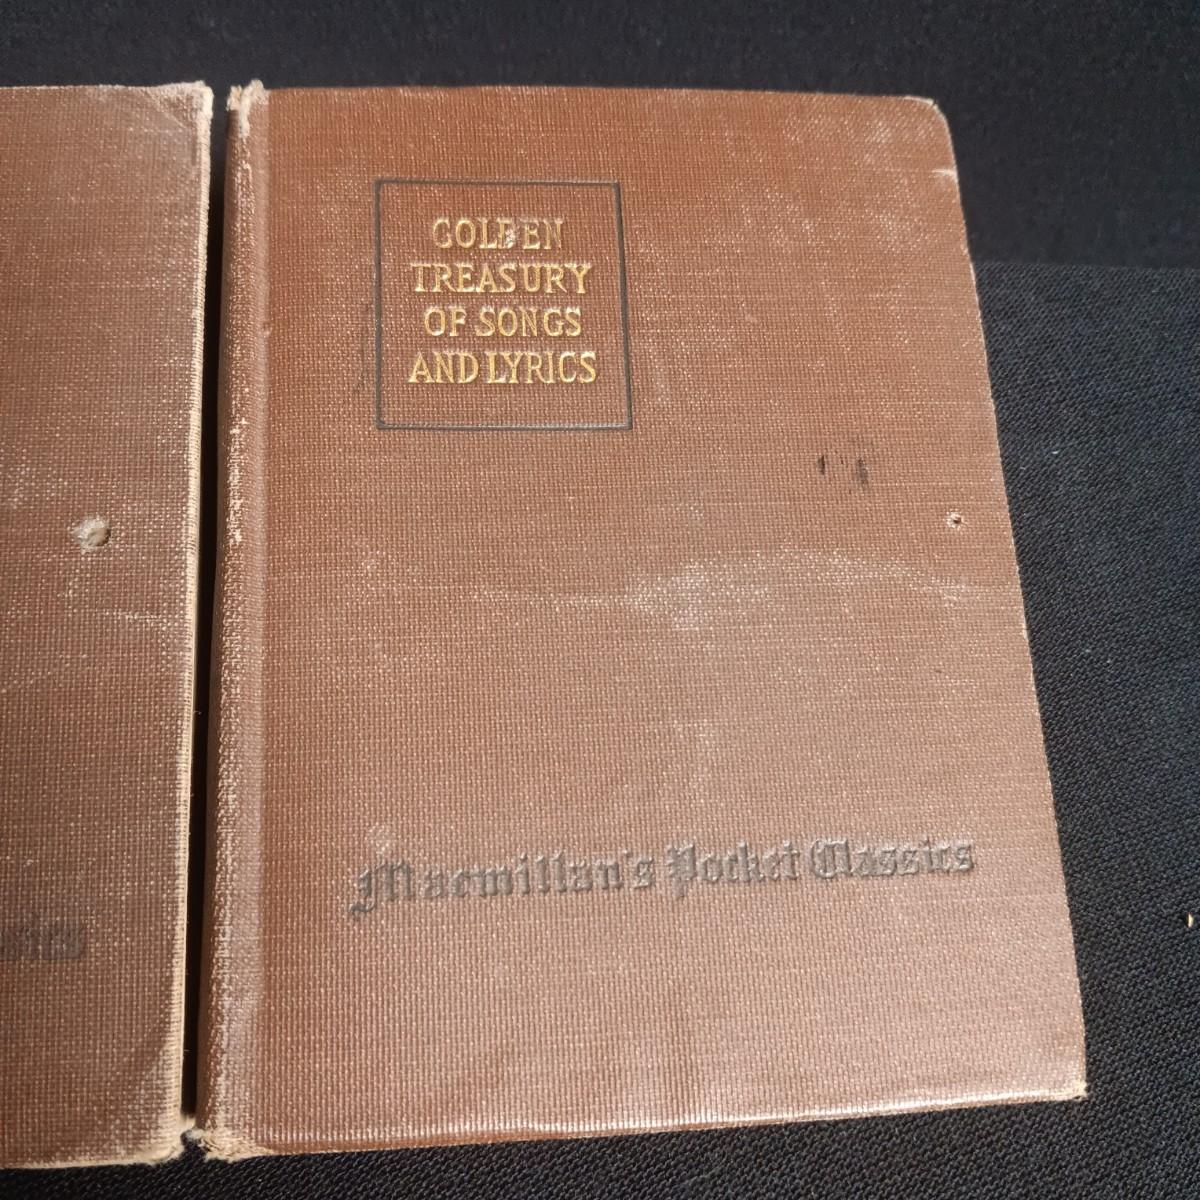 GOLDEN
TREASURY
OF SONGS
AND LYRICS
Macmillan's Pocket Classics